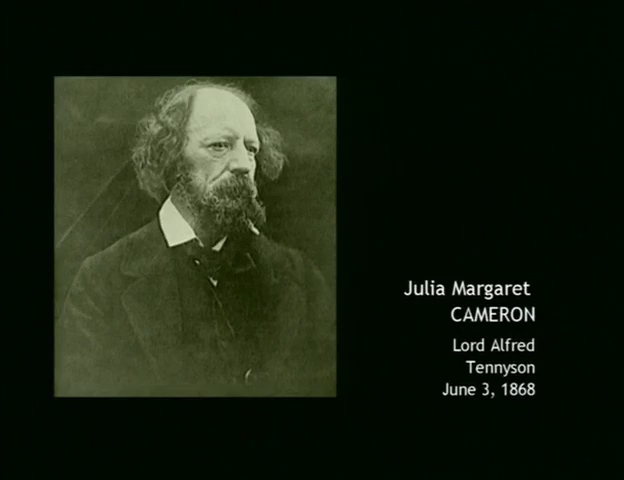 Julia Margaret
CAMERON
Lord Alfred
Tennyson
June 3, 1868